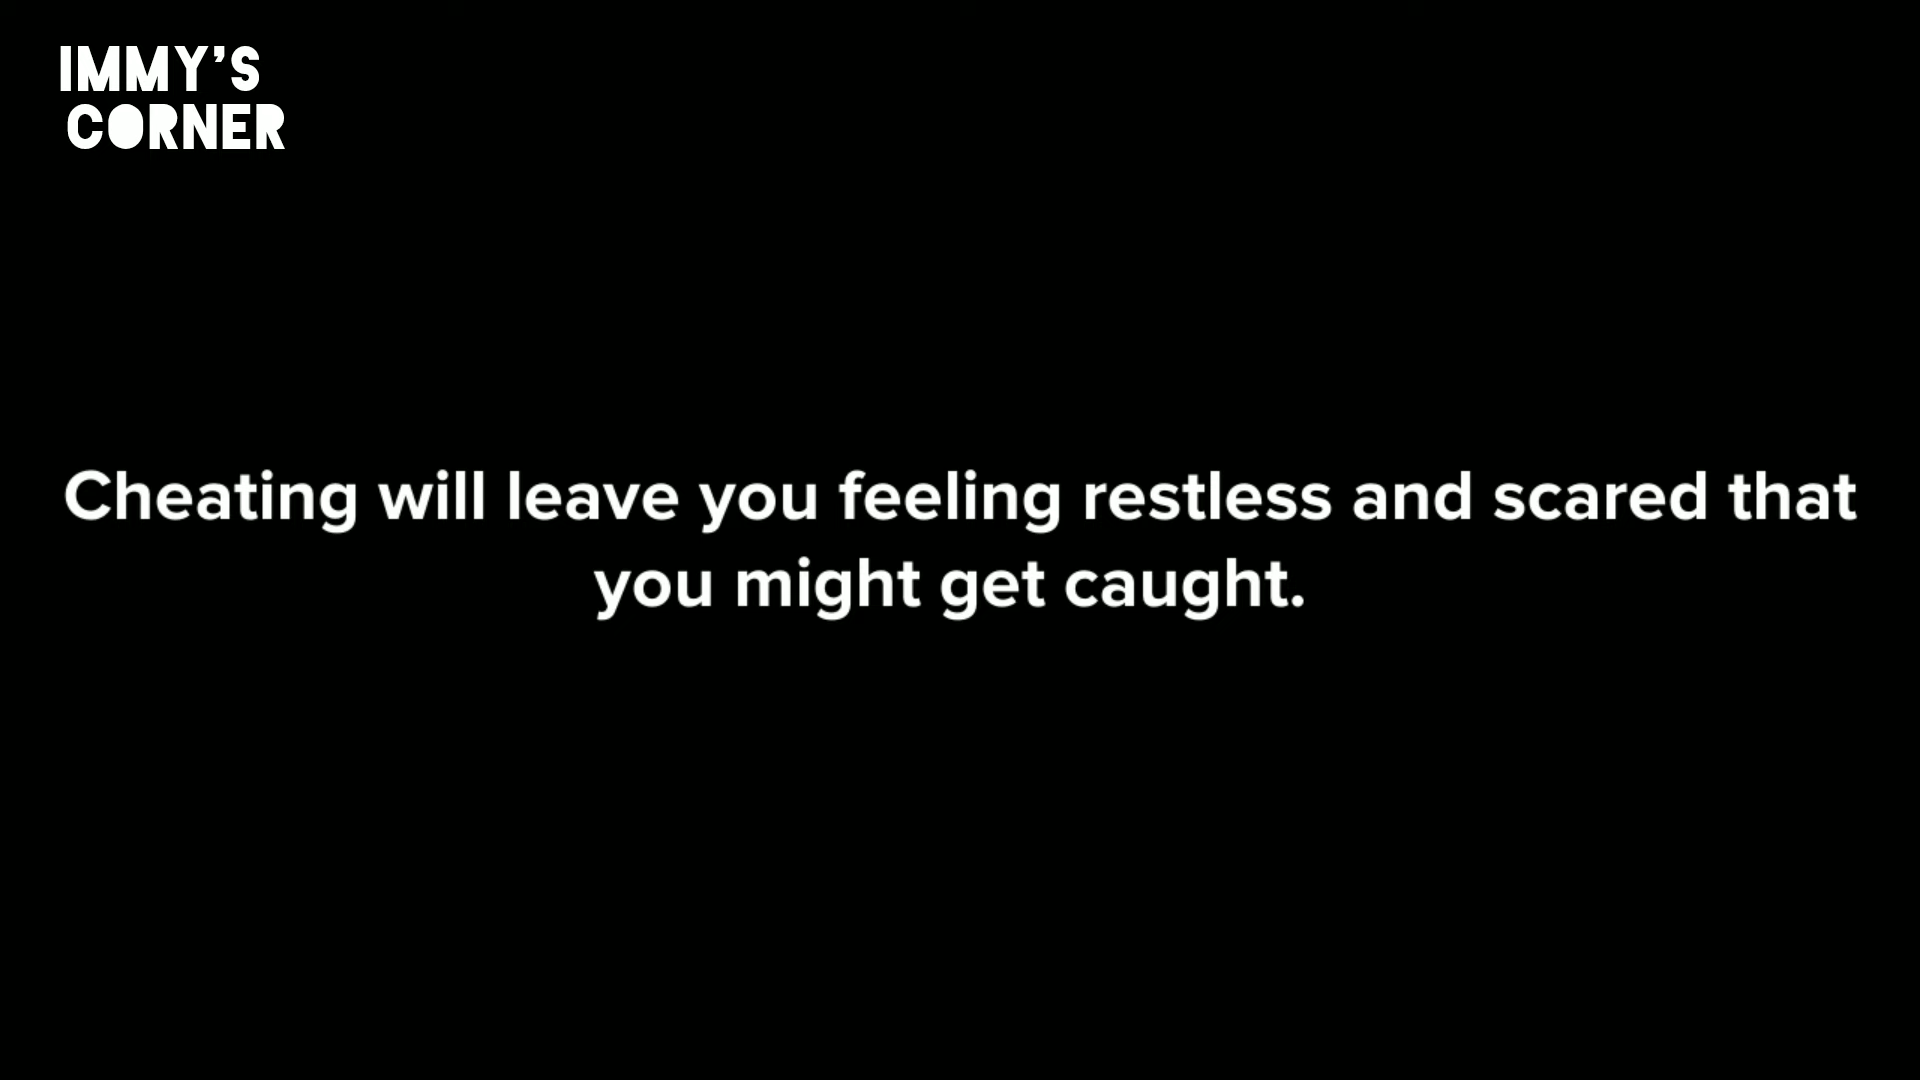 IMMY'S
CORNER
Cheating will leave you feeling restless and scared that
you might get caught.